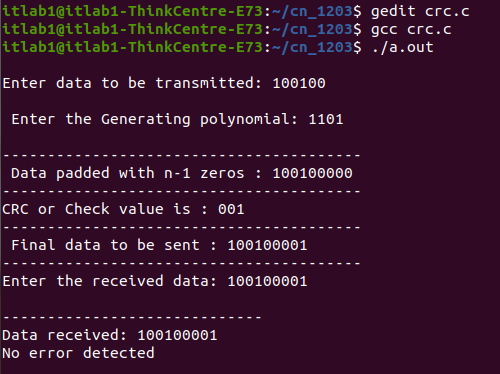 itlab1@itlab1-ThinkCentre-E73:~/cn_1203$ gedit crc.c
itlab1@itlab1-ThinkCentre-E73:~/cn_1203$ gcc crc.c
itlab1@itlab1-ThinkCentre-E73:~/cn_1203$ ./a.out
Enter data to be transmitted: 100100
Enter the Generating polynomial: 1101
----------------------------------------
Data padded with n-1 zeros : 100100000
----------------------------------------
CRC or Check value is : 001
----------------------------------------
Final data to be sent : 100100001
----------------------------------------
Enter the received data: 100100001
-----------------------------
Data received: 100100001
No error detected